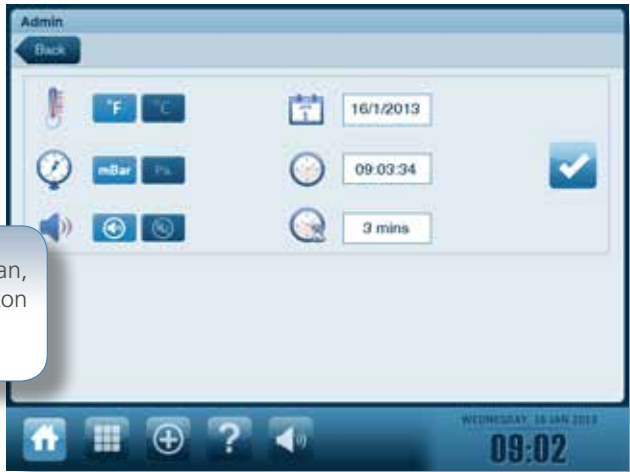 Admin
Back
°F °C 16/1/2013
mBar Pa 09:03:34
3 mins
an,
on
?
WEDNESDAY, 16 JAN 2013
09:02